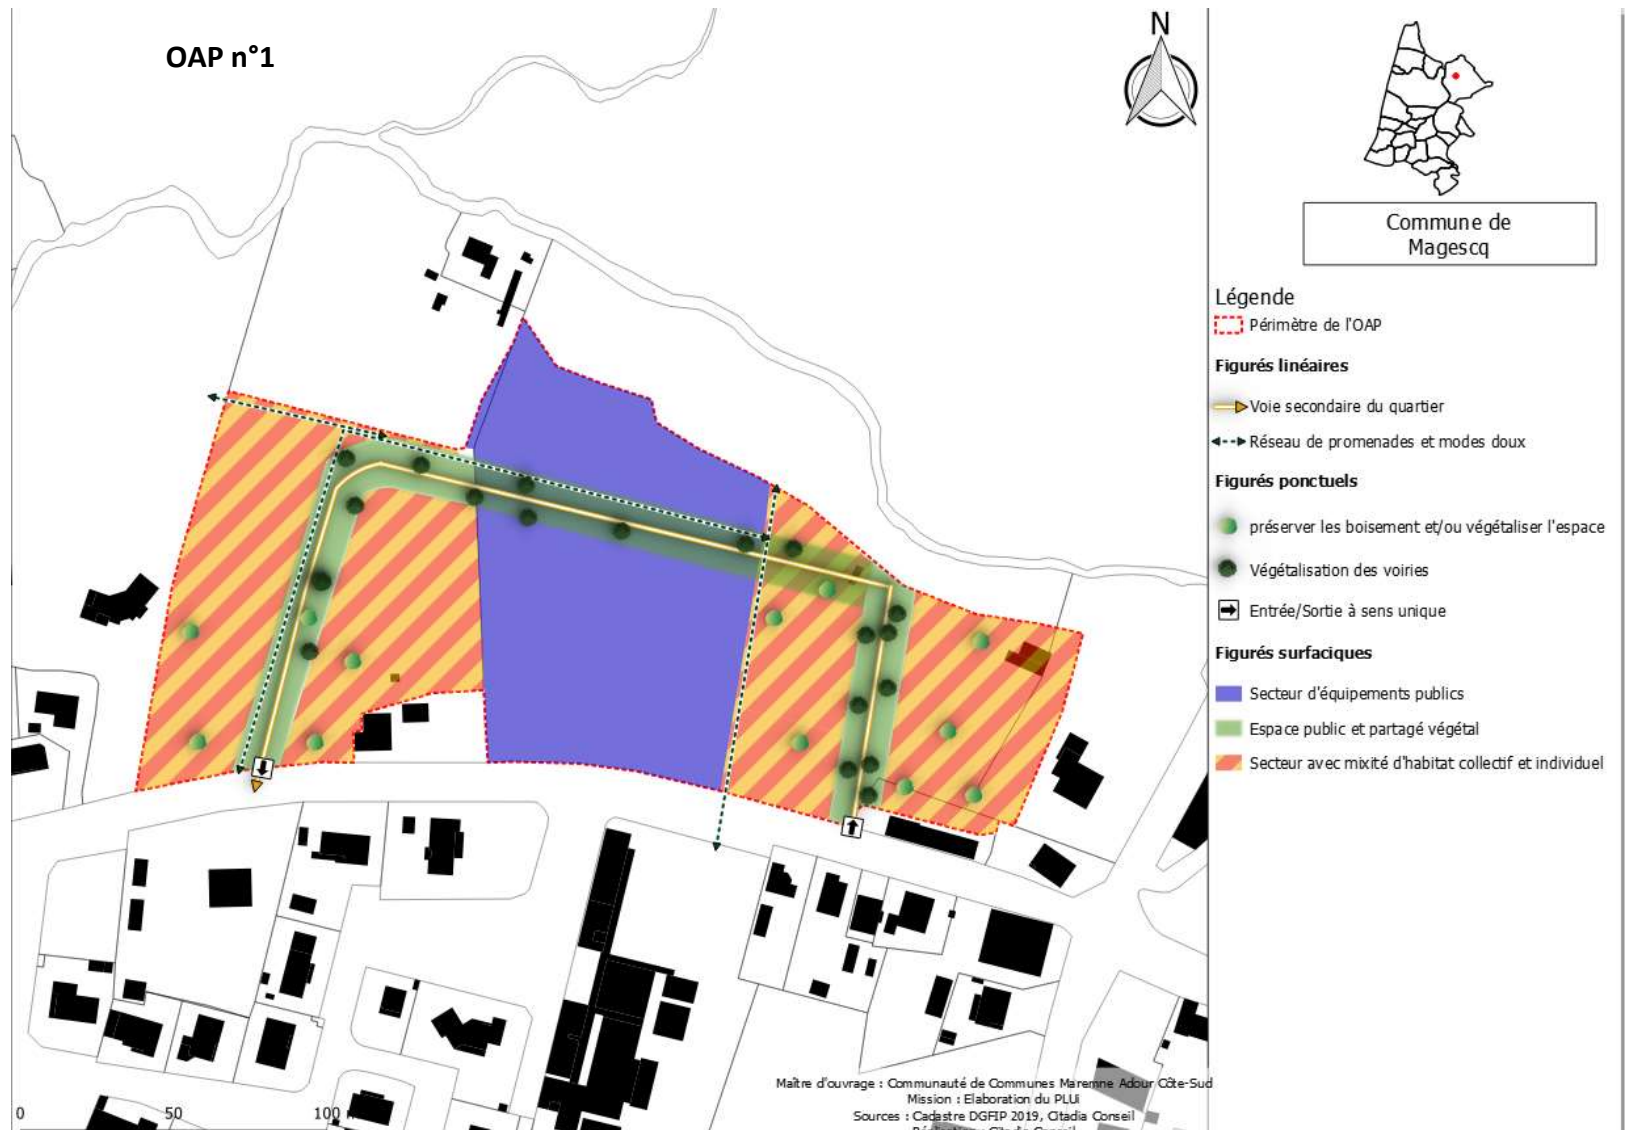 OAP n°1
N
Commune de
Magescq
Légende
Périmètre de l'OAP
Figurés linéaires
Voie secondaire du quartier
Réseau de promenades et modes doux
Figurés ponctuels
préserver les boisement et/ou végétaliser l'espace
Végétalisation des voiries
Entrée/Sortie à sens unique
Figurés surfaciques
Secteur d'équipements publics
Espace public et partagé végétal
Secteur avec mixité d'habitat collectif et individuel
Maître d'ouvrage : Communauté de Communes Maremne Adour Côte-Sud
Mission : Elaboration du PLUi
Sources : Cadastre DGFIP 2019, Citadia Conseil
0 50 100